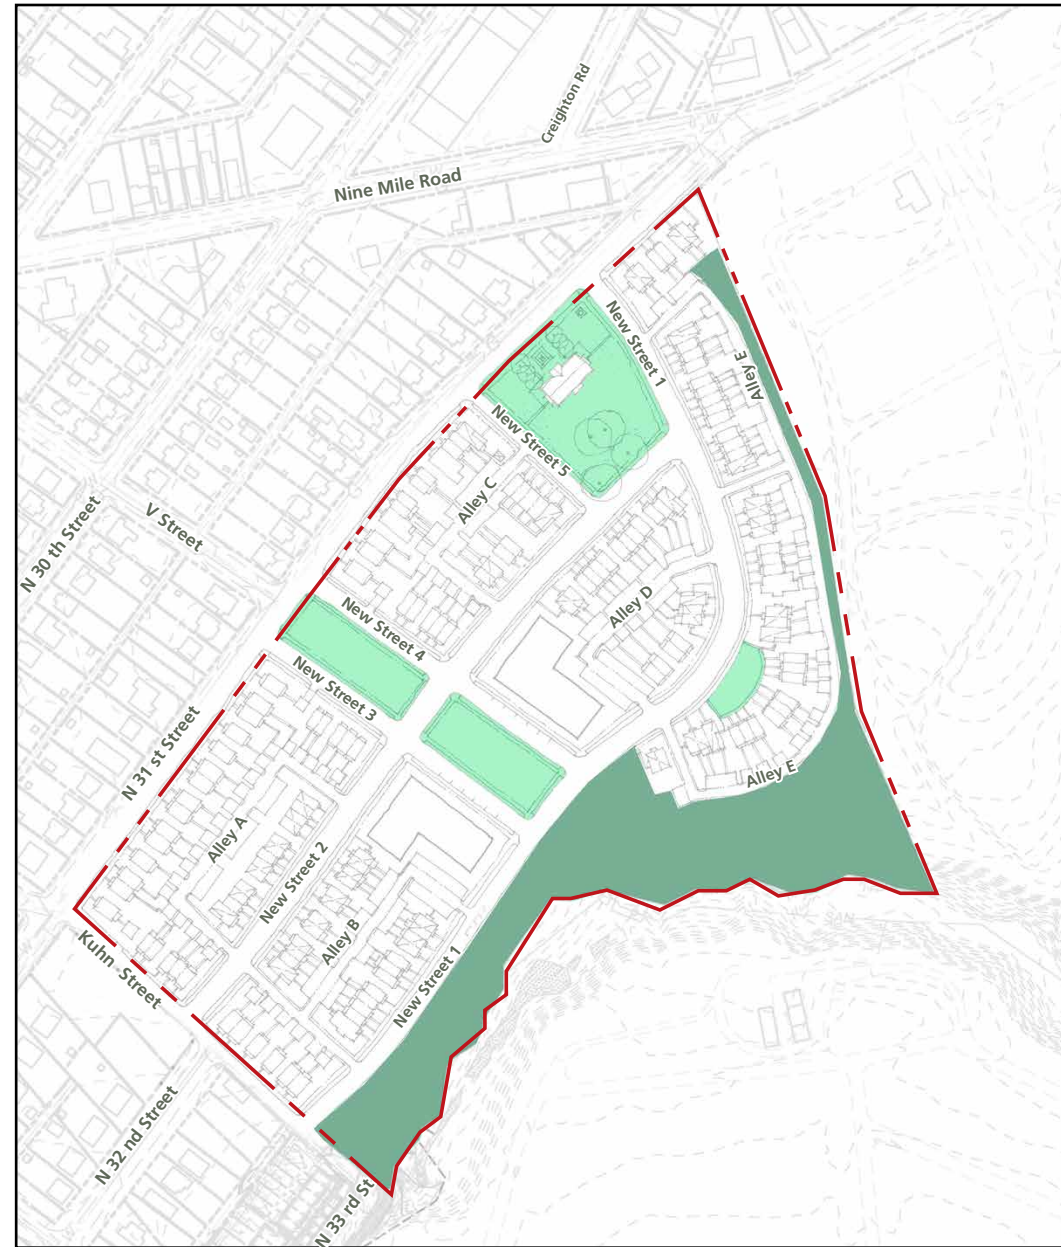 Creighton Rd
Nine Mile Road
New Street 1
Alley E
New Street 5
Alley C
N 30 th Street
V Street
Alley D
New Street 4
New Street 3
N 31 st Street
Alley E
Alley A
New Street 2
Alley B
Kuhn Street
New Street 1
N 32 nd Street
N 33 rd St